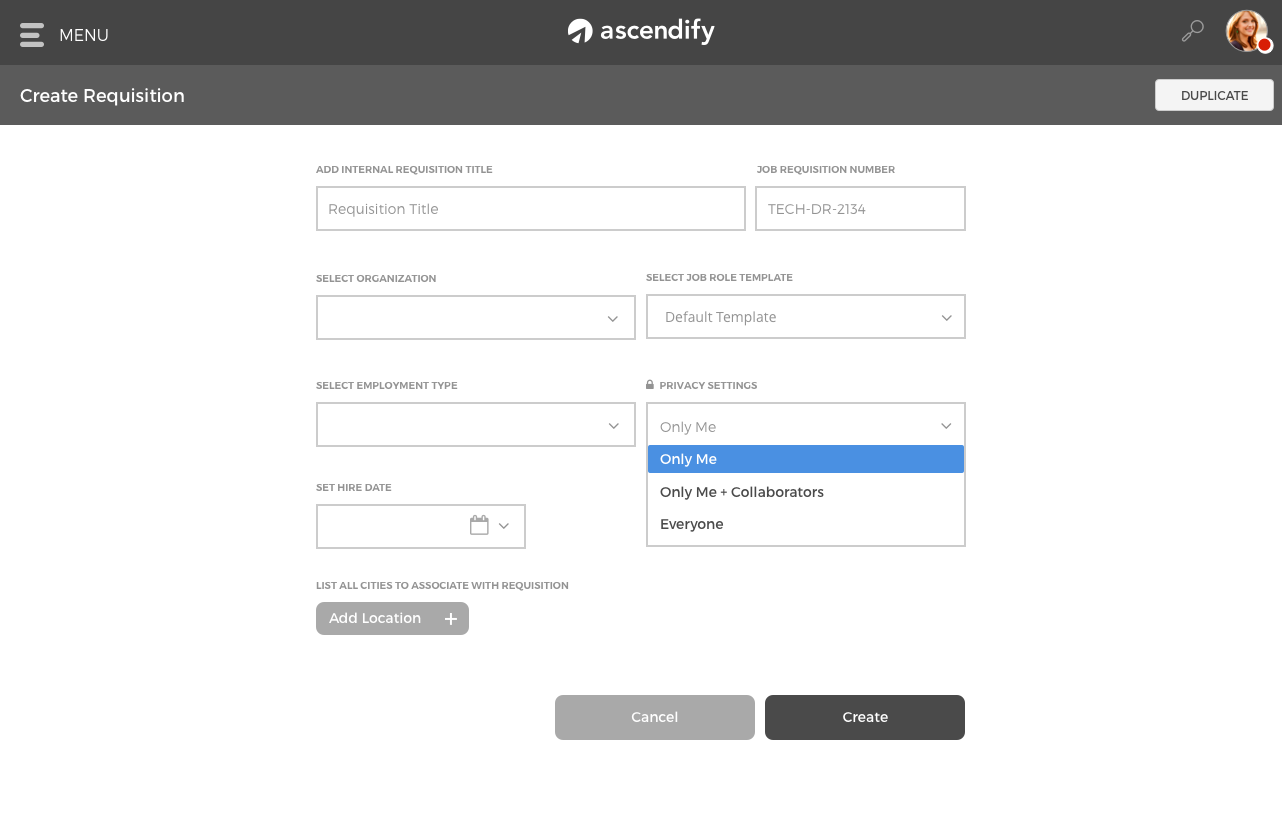 MENU
ascendify
Create Requisition
DUPLICATE
ADD INTERNAL REQUISITION TITLE
JOB REQUISITION NUMBER
Requisition Title
TECH-DR-2134
SELECT ORGANIZATION
SELECT JOB ROLE TEMPLATE
Default Template
SELECT EMPLOYMENT TYPE
PRIVACY SETTINGS
Only Me
Only Me
Only Me + Collaborators
Everyone
SET HIRE DATE
LIST ALL CITIES TO ASSOCIATE WITH REQUISITION
Add Location +
Cancel
Create